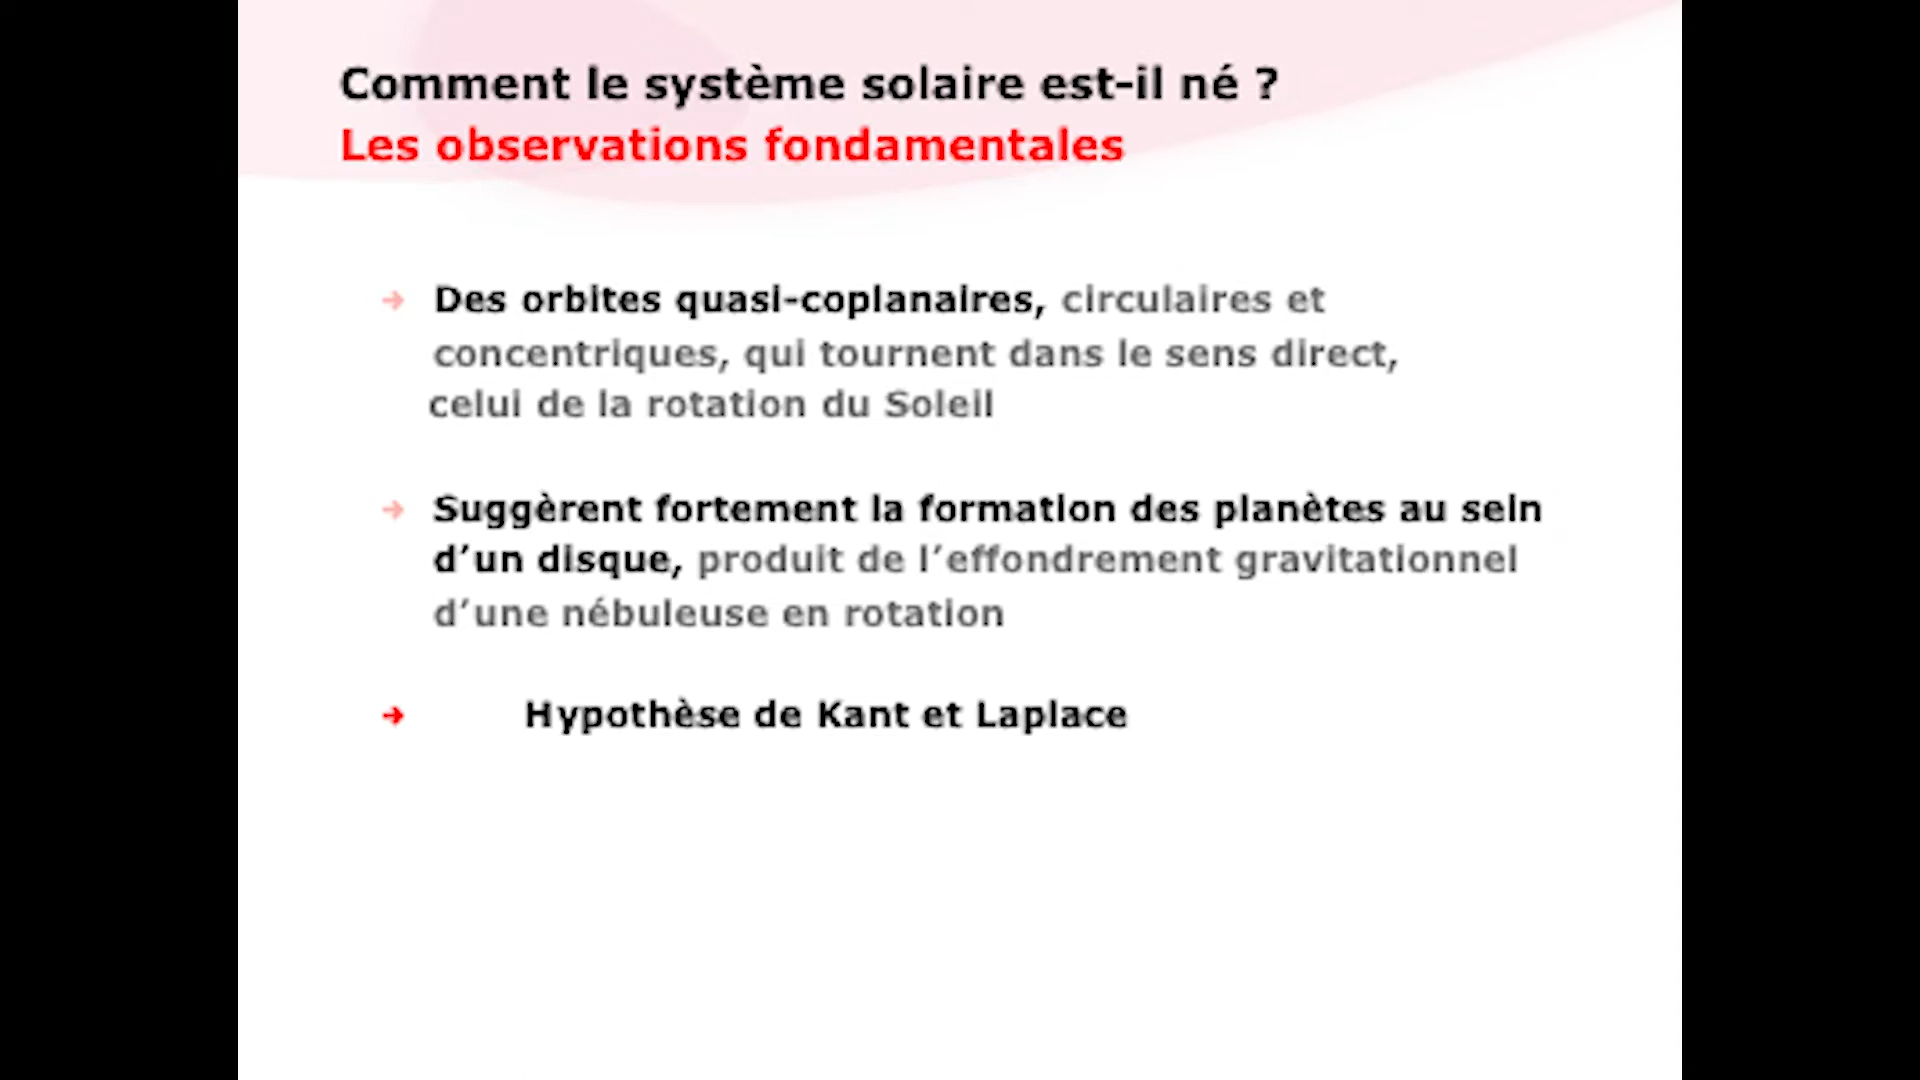 Comment le système solaire est-il né ?
Les observations fondamentales
→ Des orbites quasi-coplanaires, circulaires et
concentriques, qui tournent dans le sens direct,
celui de la rotation du Soleil
→ Suggèrent fortement la formation des planètes au sein
d’un disque, produit de l’effondrement gravitationnel
d’une nébuleuse en rotation
→ Hypothèse de Kant et Laplace